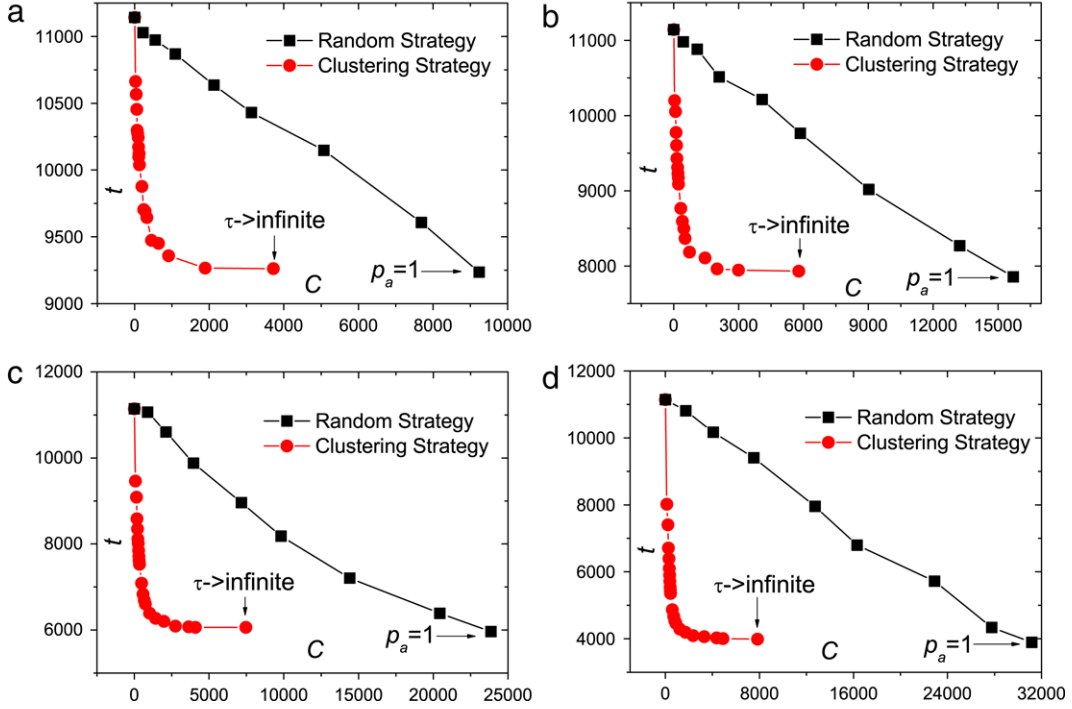 a
11000
10500
10000
9500
9000
t
Random Strategy
Clustering Strategy
τ->infinite
p_a=1
C
0 2000 4000 6000 8000 10000
b
12000
11000
10000
9000
8000
t
Random Strategy
Clustering Strategy
τ->infinite
p_a=1
C
0 3000 6000 9000 12000 15000
c
12000
10000
8000
6000
t
Random Strategy
Clustering Strategy
τ->infinite
p_a=1
C
0 5000 10000 15000 20000 25000
d
12000
10000
8000
6000
4000
t
Random Strategy
Clustering Strategy
τ->infinite
p_a=1
C
0 8000 16000 24000 32000